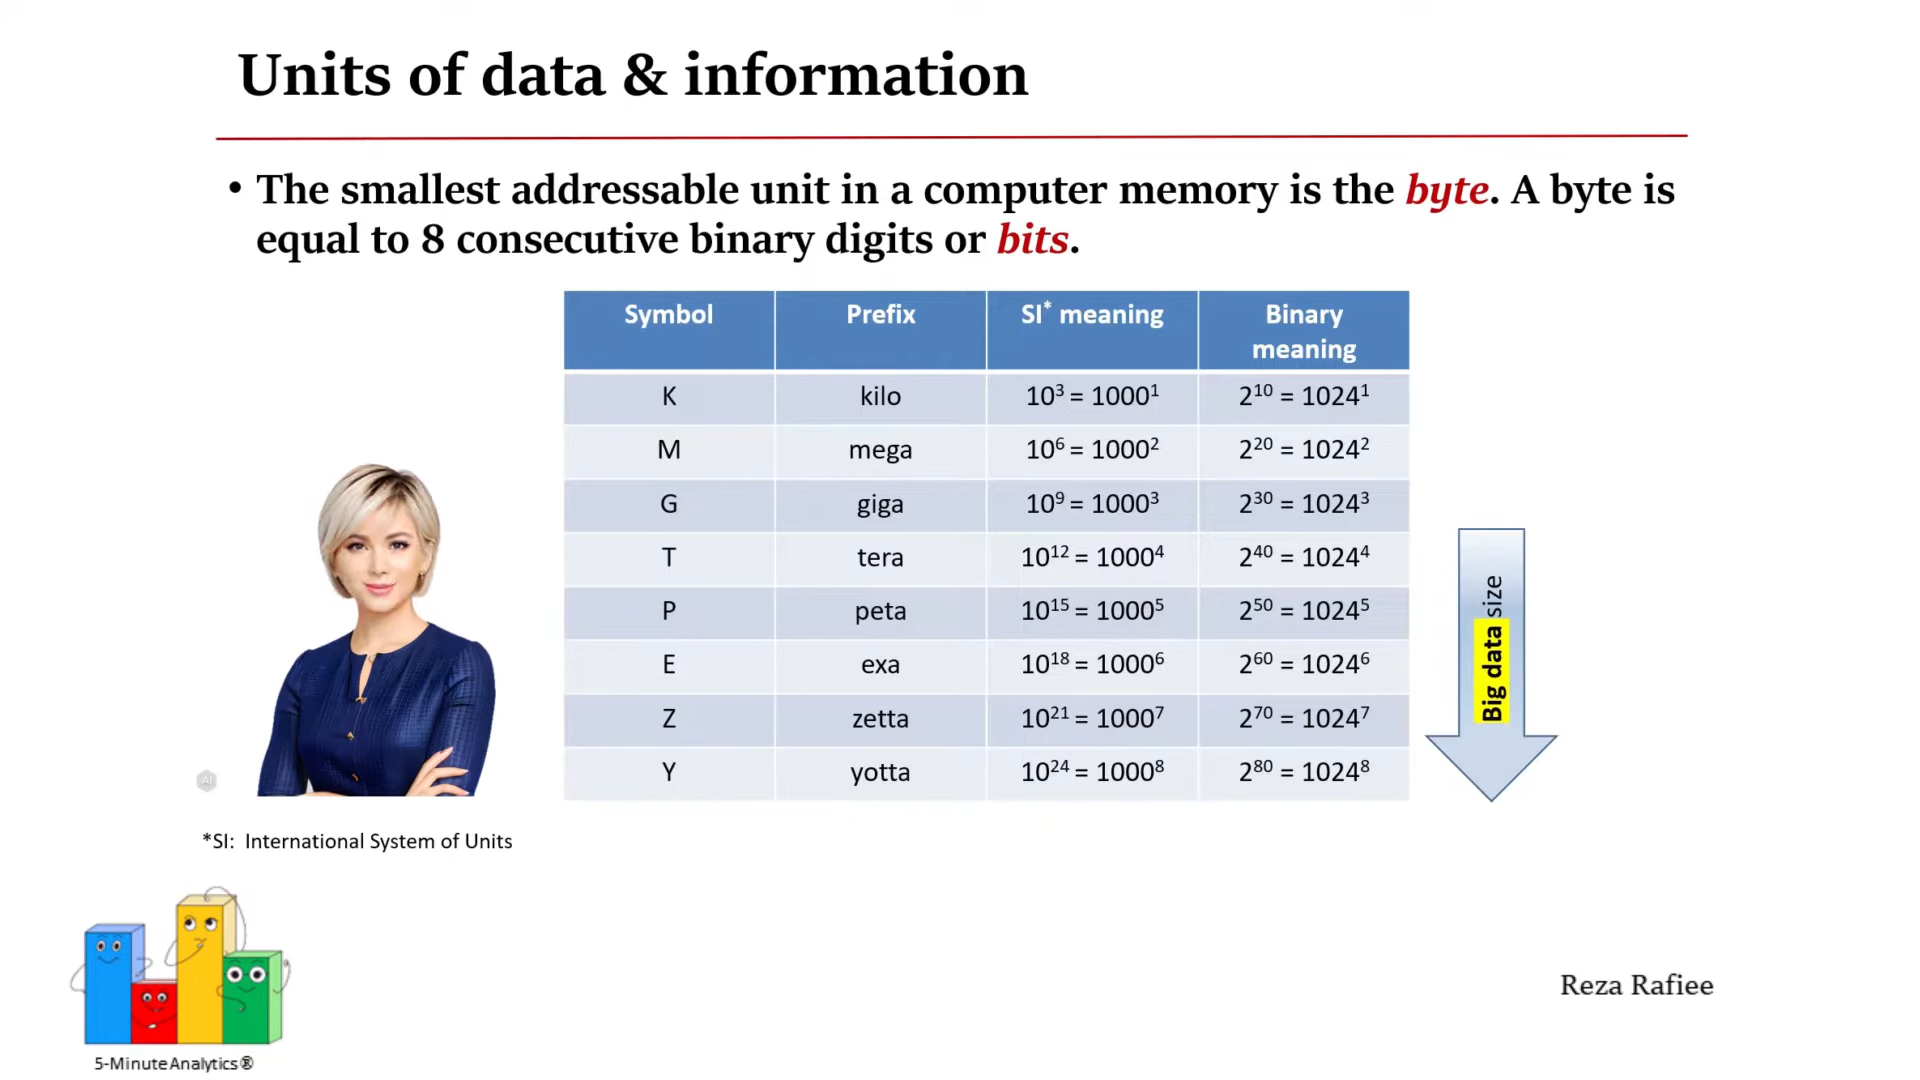 Units of data & information
• The smallest addressable unit in a computer memory is the byte. A byte is
equal to 8 consecutive binary digits or bits.
Symbol Prefix SI* meaning Binary meaning
K kilo 10³ = 1000¹ 2¹⁰ = 1024¹
M mega 10⁶ = 1000² 2²⁰ = 1024²
G giga 10⁹ = 1000³ 2³⁰ = 1024³
T tera 10¹² = 1000⁴ 2⁴⁰ = 1024⁴
P peta 10¹⁵ = 1000⁵ 2⁵⁰ = 1024⁵
E exa 10¹⁸ = 1000⁶ 2⁶⁰ = 1024⁶
Z zetta 10²¹ = 1000⁷ 2⁷⁰ = 1024⁷
Y yotta 10²⁴ = 1000⁸ 2⁸⁰ = 1024⁸
Big data size
AI
*SI: International System of Units
Reza Rafiee
5-Minute Analytics®